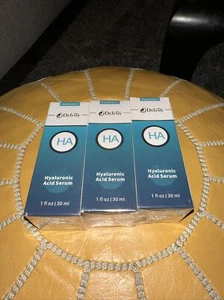 HA
Hyaluronic
Acid Serum
1 fl oz | 30 ml
HA
Hyaluronic
Acid Serum
1 fl oz | 30 ml
HA
Hyaluronic
Acid Serum
1 fl oz | 30 ml